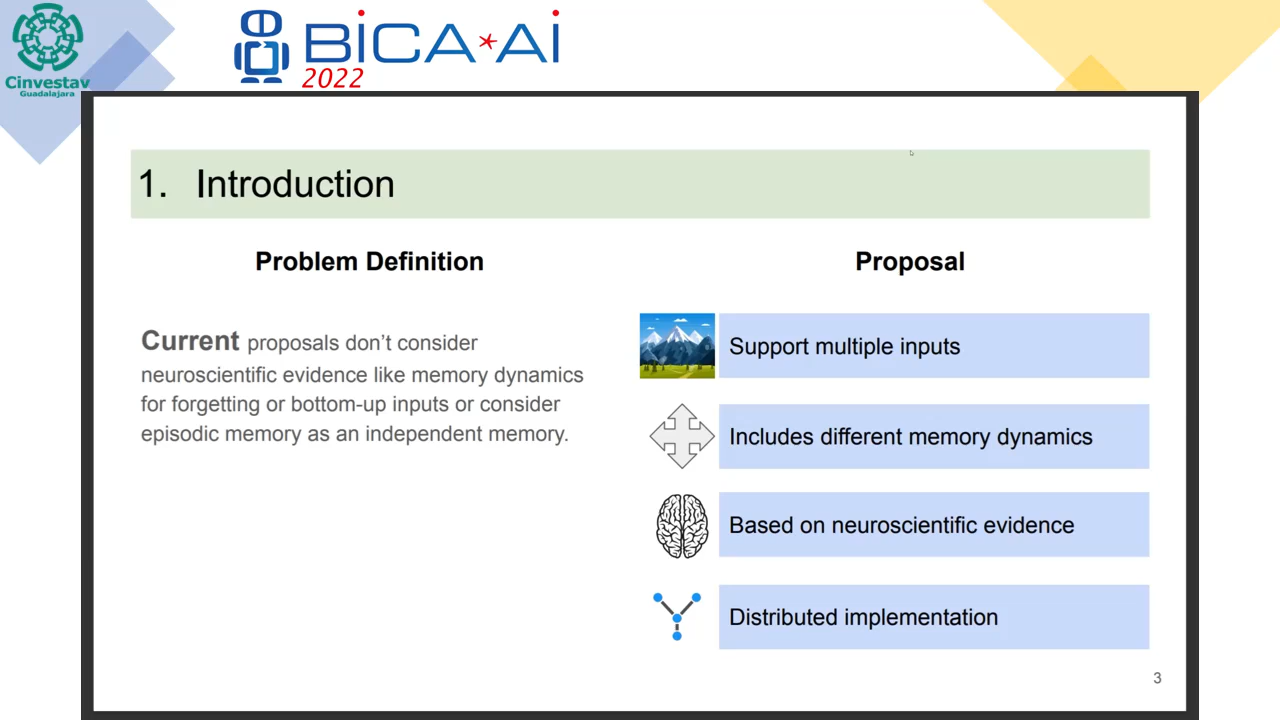 Cinvestav
Guadalajara
BiCA*Ai
2022
1. Introduction
Problem Definition
Current proposals don’t consider
neuroscientific evidence like memory dynamics
for forgetting or bottom-up inputs or consider
episodic memory as an independent memory.
Proposal
Support multiple inputs
Includes different memory dynamics
Based on neuroscientific evidence
Distributed implementation
3